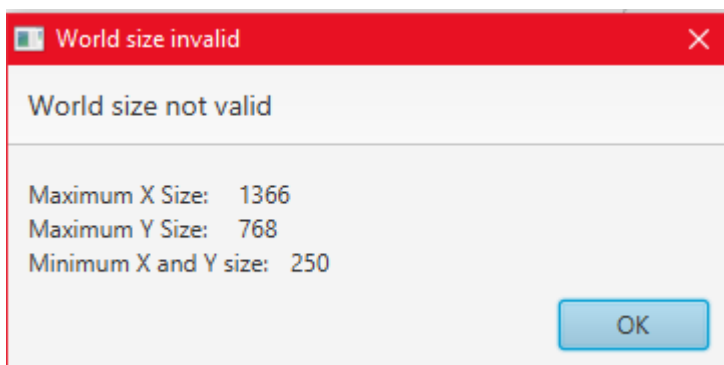 World size invalid
World size not valid
Maximum X Size: 1366
Maximum Y Size: 768
Minimum X and Y size: 250
OK